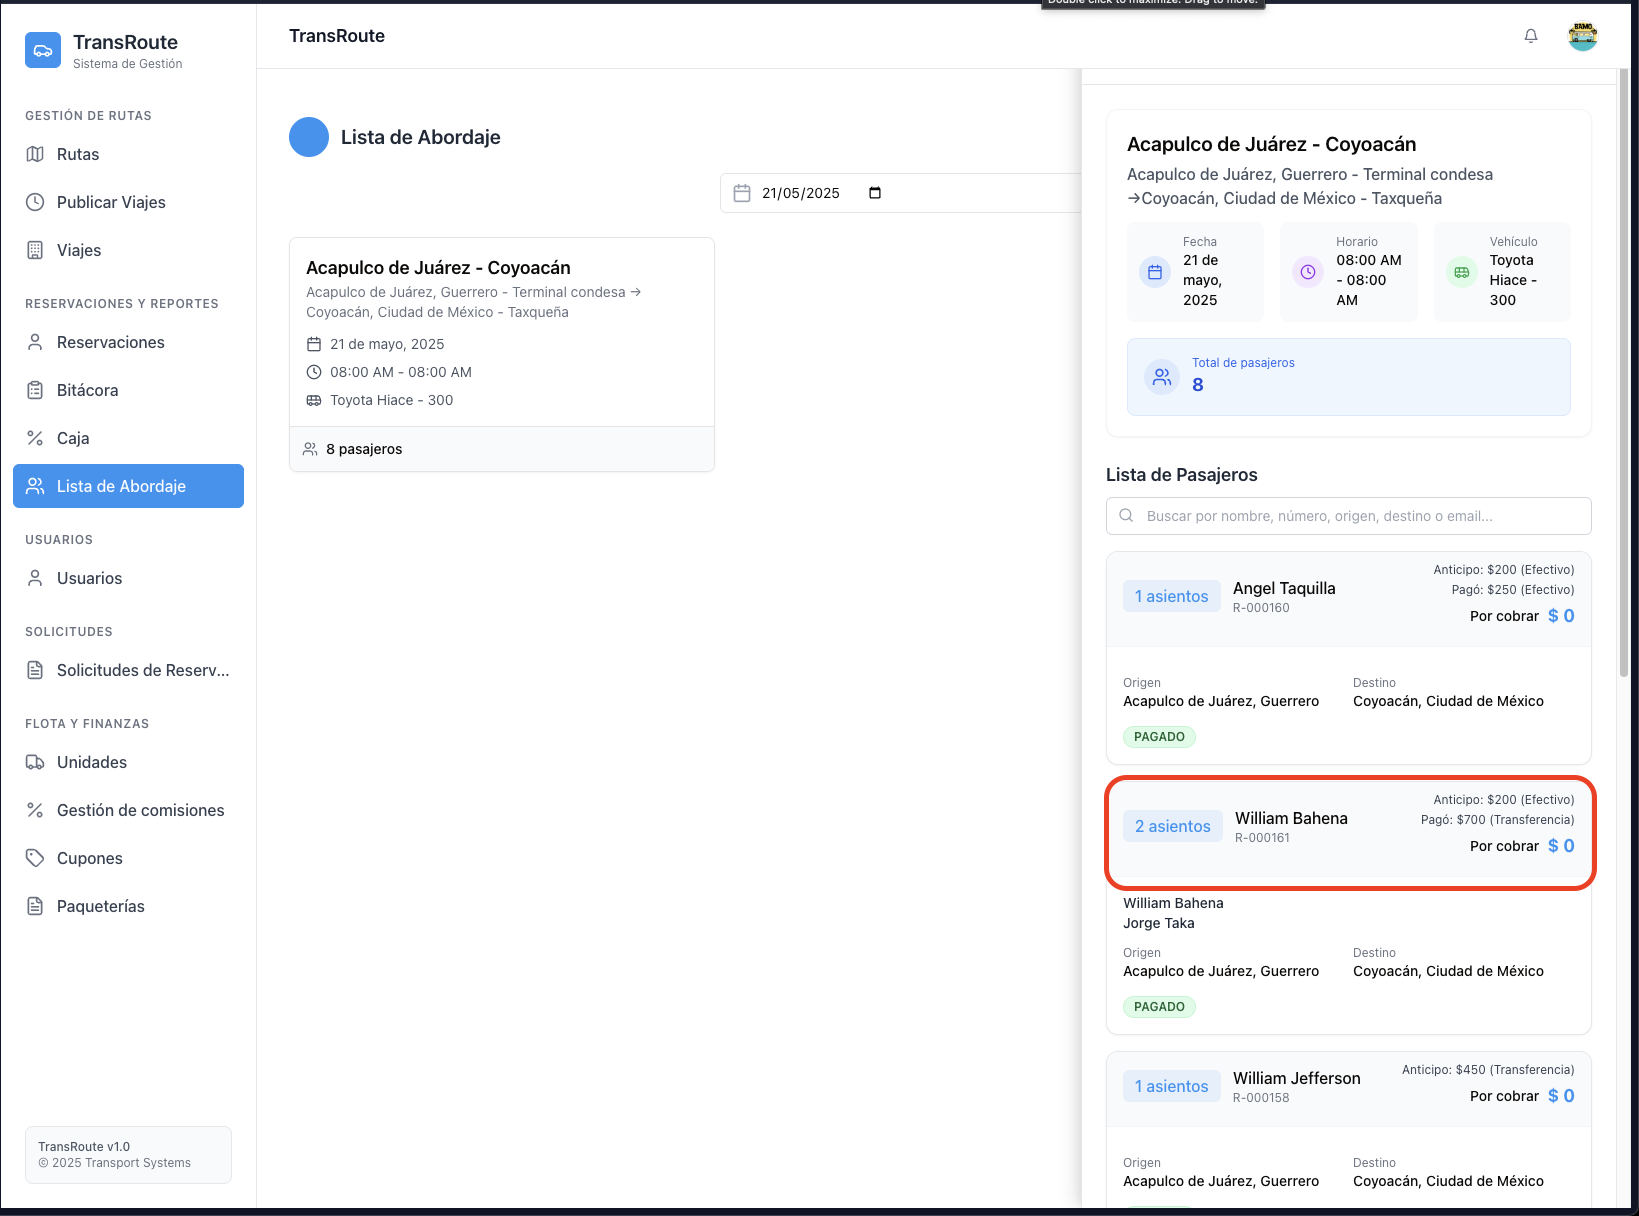 Double click to maximize. Drag to move.
TransRoute
Sistema de Gestión
TransRoute
BAMO
GESTIÓN DE RUTAS
Rutas
Publicar Viajes
Viajes
RESERVACIONES Y REPORTES
Reservaciones
Bitácora
Caja
Lista de Abordaje
USUARIOS
Usuarios
SOLICITUDES
Solicitudes de Reserv...
FLOTA Y FINANZAS
Unidades
Gestión de comisiones
Cupones
Paqueterías
TransRoute v1.0
© 2025 Transport Systems
Lista de Abordaje
21/05/2025
Acapulco de Juárez - Coyoacán
Acapulco de Juárez, Guerrero - Terminal condesa →
Coyoacán, Ciudad de México - Taxqueña
21 de mayo, 2025
08:00 AM - 08:00 AM
Toyota Hiace - 300
8 pasajeros
Acapulco de Juárez - Coyoacán
Acapulco de Juárez, Guerrero - Terminal condesa
→Coyoacán, Ciudad de México - Taxqueña
Fecha
21 de
mayo,
2025
Horario
08:00 AM
- 08:00
AM
Vehículo
Toyota
Hiace -
300
Total de pasajeros
8
Lista de Pasajeros
Buscar por nombre, número, origen, destino o email...
1 asientos
Angel Taquilla
R-000160
Anticipo: $200 (Efectivo)
Pagó: $250 (Efectivo)
Por cobrar $ 0
Origen
Acapulco de Juárez, Guerrero
Destino
Coyoacán, Ciudad de México
PAGADO
2 asientos
William Bahena
R-000161
Anticipo: $200 (Efectivo)
Pagó: $700 (Transferencia)
Por cobrar $ 0
William Bahena
Jorge Taka
Origen
Acapulco de Juárez, Guerrero
Destino
Coyoacán, Ciudad de México
PAGADO
1 asientos
William Jefferson
R-000158
Anticipo: $450 (Transferencia)
Por cobrar $ 0
Origen
Acapulco de Juárez, Guerrero
Destino
Coyoacán, Ciudad de México